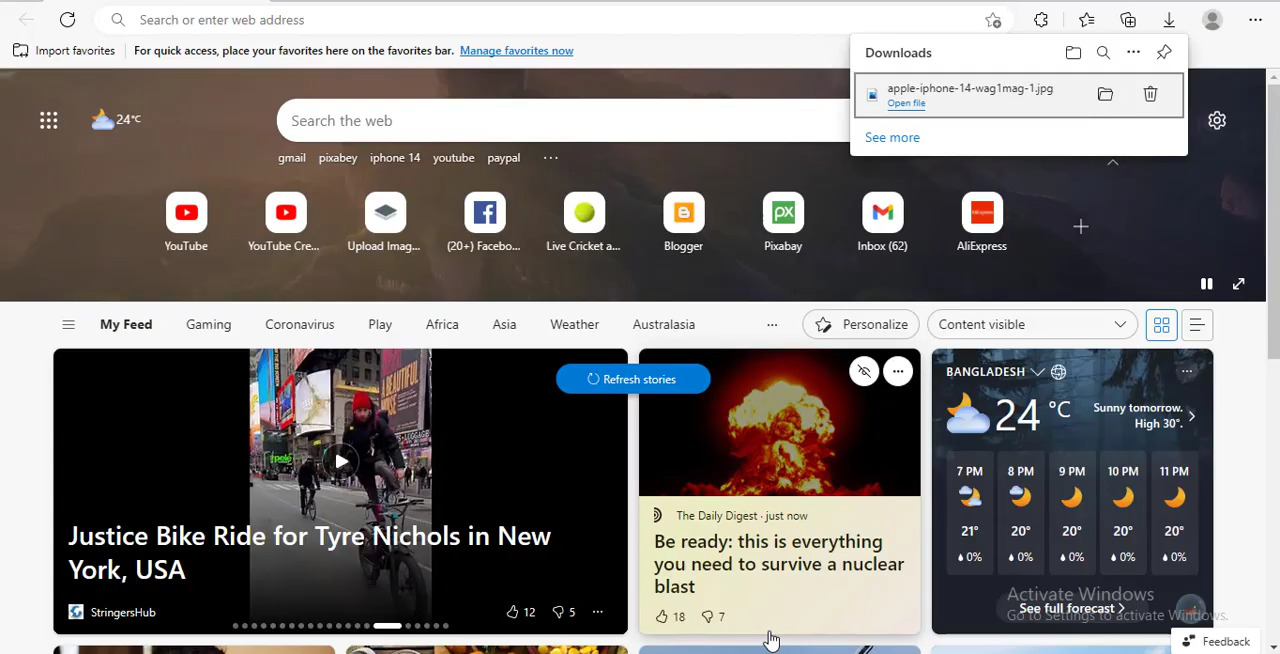 Search or enter web address
Import favorites
For quick access, place your favorites here on the favorites bar. Manage favorites now
Downloads
apple-iphone-14-wag1mag-1.jpg
Open file
See more
24°C
Search the web
gmail pixabey iphone 14 youtube paypal ...
YouTube
YouTube Cre...
Upload Imag...
(20+) Facebo...
Live Cricket a...
Blogger
Pixabay
Inbox (62)
AliExpress
My Feed Gaming Coronavirus Play Africa Asia Weather Australasia ... Personalize Content visible
Refresh stories
Justice Bike Ride for Tyre Nichols in New
York, USA
StringersHub
12 5 ...
The Daily Digest · just now
Be ready: this is everything
you need to survive a nuclear
blast
18 7
BANGLADESH
24 °C
Sunny tomorrow.
High 30°.
7 PM 8 PM 9 PM 10 PM 11 PM
21° 20° 20° 20° 20°
0% 0% 0% 0% 0%
See full forecast
Activate Windows
Go to Settings to activate Windows.
Feedback